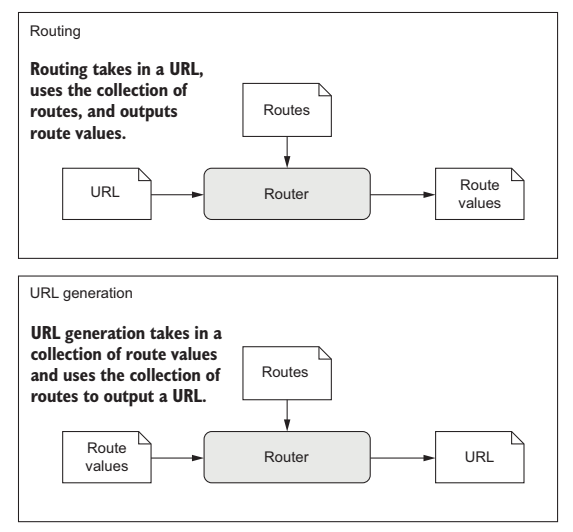 Routing
Routing takes in a URL,
uses the collection of
routes, and outputs
route values.
Routes
URL
Router
Route
values
URL generation
URL generation takes in a
collection of route values
and uses the collection of
routes to output a URL.
Routes
Route
values
Router
URL